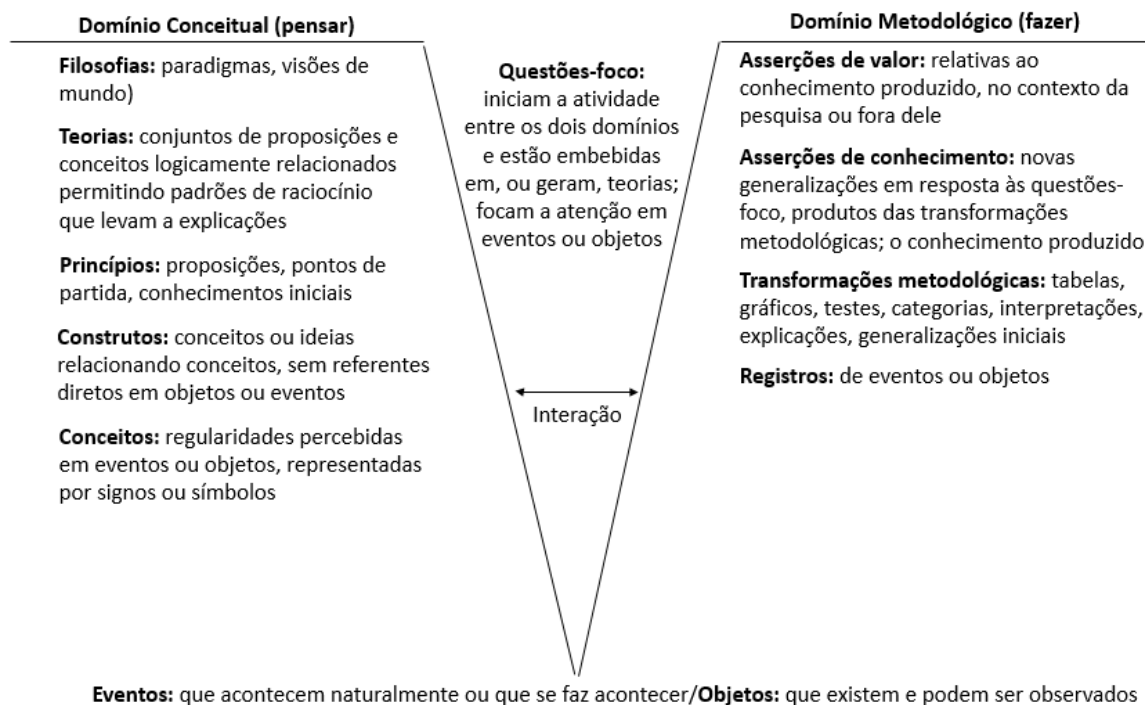 Domínio Conceitual (pensar)
Filosofias: paradigmas, visões de
mundo)
Teorias: conjuntos de proposições e
conceitos logicamente relacionados
permitindo padrões de raciocínio
que levam a explicações
Princípios: proposições, pontos de
partida, conhecimentos iniciais
Construtos: conceitos ou ideias
relacionando conceitos, sem referentes
diretos em objetos ou eventos
Conceitos: regularidades percebidas
em eventos ou objetos, representadas
por signos ou símbolos
Questões-foco:
iniciam a atividade
entre os dois domínios
e estão embebidas
em, ou geram, teorias;
focam a atenção em
eventos ou objetos
Interação
Domínio Metodológico (fazer)
Asserções de valor: relativas ao
conhecimento produzido, no contexto da
pesquisa ou fora dele
Asserções de conhecimento: novas
generalizações em resposta às questões-
foco, produtos das transformações
metodológicas; o conhecimento produzido
Transformações metodológicas: tabelas,
gráficos, testes, categorias, interpretações,
explicações, generalizações iniciais
Registros: de eventos ou objetos
Eventos: que acontecem naturalmente ou que se faz acontecer/Objetos: que existem e podem ser observados